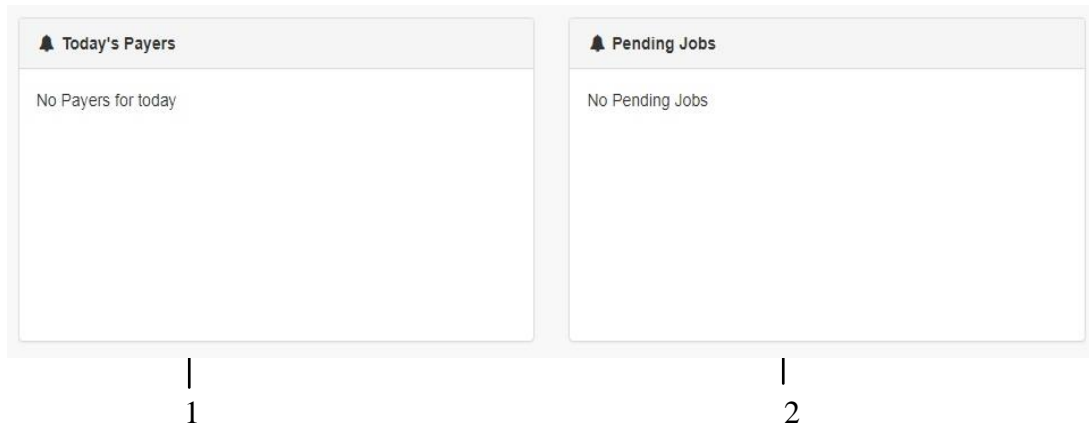 Today's Payers
No Payers for today
Pending Jobs
No Pending Jobs
1
2